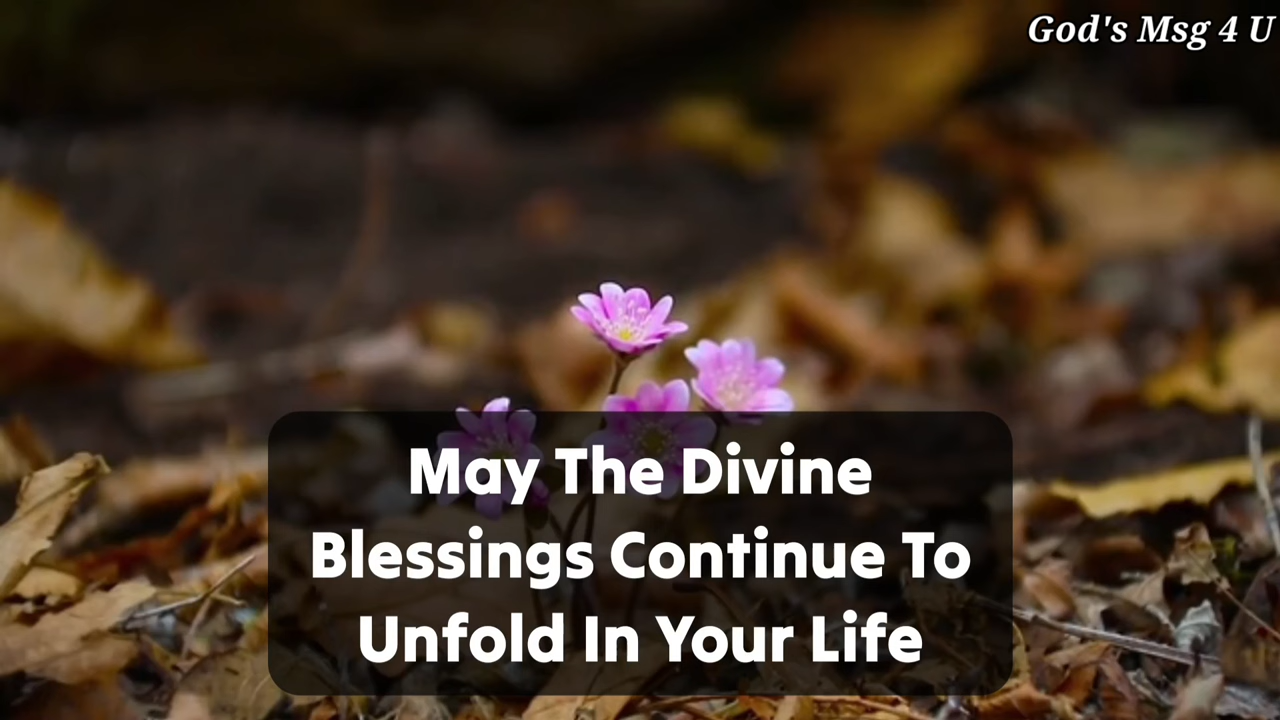 God's Msg 4 U
May The Divine
Blessings Continue To
Unfold In Your Life